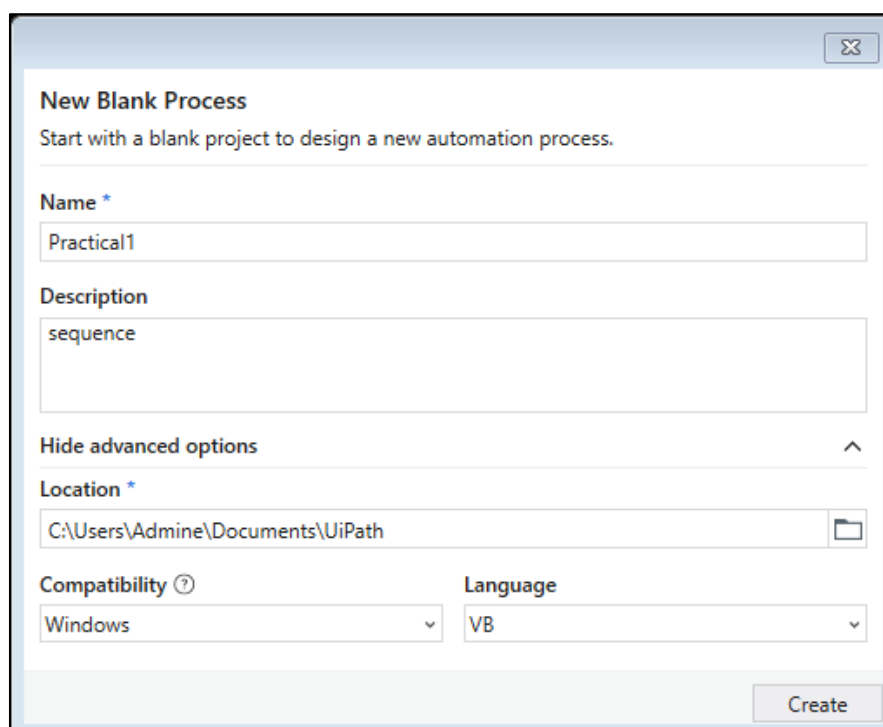 New Blank Process
Start with a blank project to design a new automation process.
Name *
Practical1
Description
sequence
Hide advanced options
Location *
C:\Users\Admine\Documents\UiPath
Compatibility ? Language
Windows VB
Create